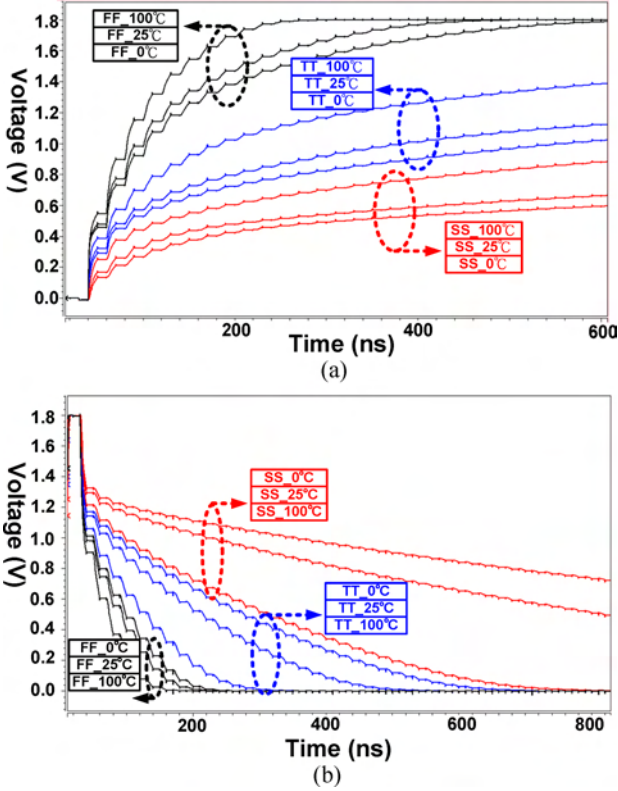 1.8
1.6
1.4
1.2
1.0
0.8
0.6
0.4
0.2
0.0
Voltage (V)
FF_100℃
FF_25℃
FF_0℃
TT_100℃
TT_25℃
TT_0℃
SS_100℃
SS_25℃
SS_0℃
200
400
600
Time (ns)
(a)
1.8
1.6
1.4
1.2
1.0
0.8
0.6
0.4
0.2
0.0
Voltage (V)
SS_0°C
SS_25°C
SS_100°C
TT_0°C
TT_25°C
TT_100°C
FF_0°C
FF_25°C
FF_100°C
200
400
600
800
Time (ns)
(b)